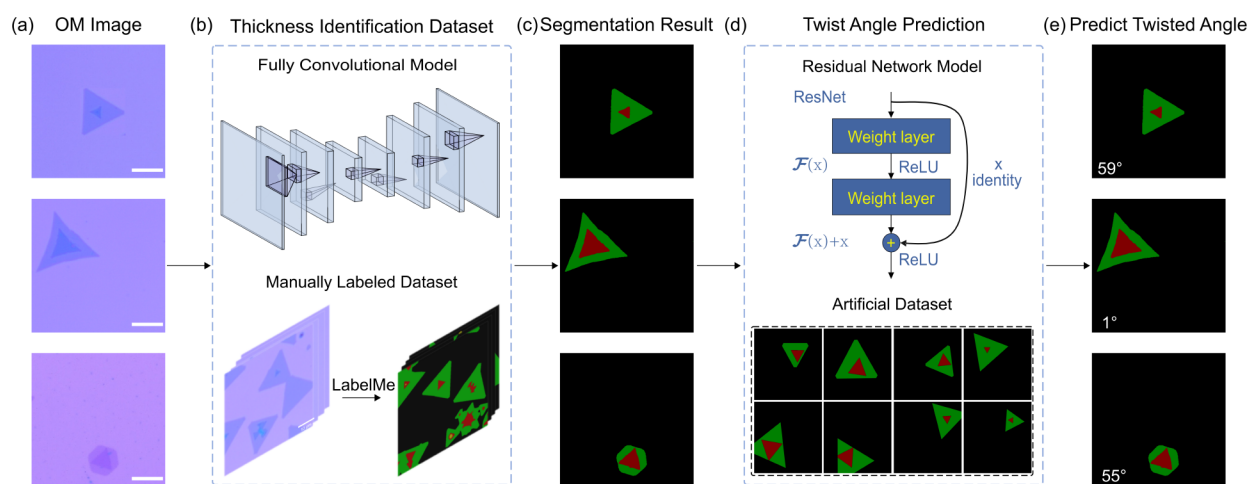 (a) OM Image
(b) Thickness Identification Dataset
(c) Segmentation Result
(d) Twist Angle Prediction
(e) Predict Twisted Angle
Fully Convolutional Model
Manually Labeled Dataset
LabelMe
Residual Network Model
ResNet
Weight layer
𝓕(x)
ReLU
x
identity
Weight layer
𝓕(x)+x
+
ReLU
Artificial Dataset
59°
1°
55°